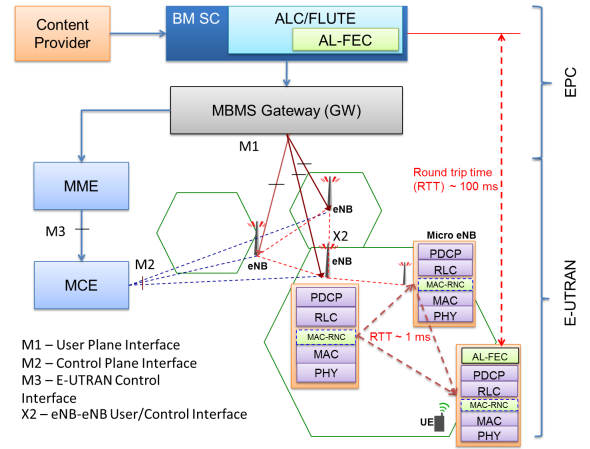 Content
Provider
BM SC
ALC/FLUTE
AL-FEC
MBMS Gateway (GW)
EPC
M1
Round trip time
(RTT) ~ 100 ms
MME
eNB
M3
X2
Micro eNB
eNB
eNB
M2
MCE
PDCP
RLC
MAC-RNC
MAC
PHY
PDCP
RLC
MAC-RNC
MAC
PHY
RTT ~ 1 ms
E-UTRAN
AL-FEC
PDCP
RLC
MAC-RNC
MAC
PHY
UE
M1 – User Plane Interface
M2 – Control Plane Interface
M3 – E-UTRAN Control
Interface
X2 – eNB-eNB User/Control Interface